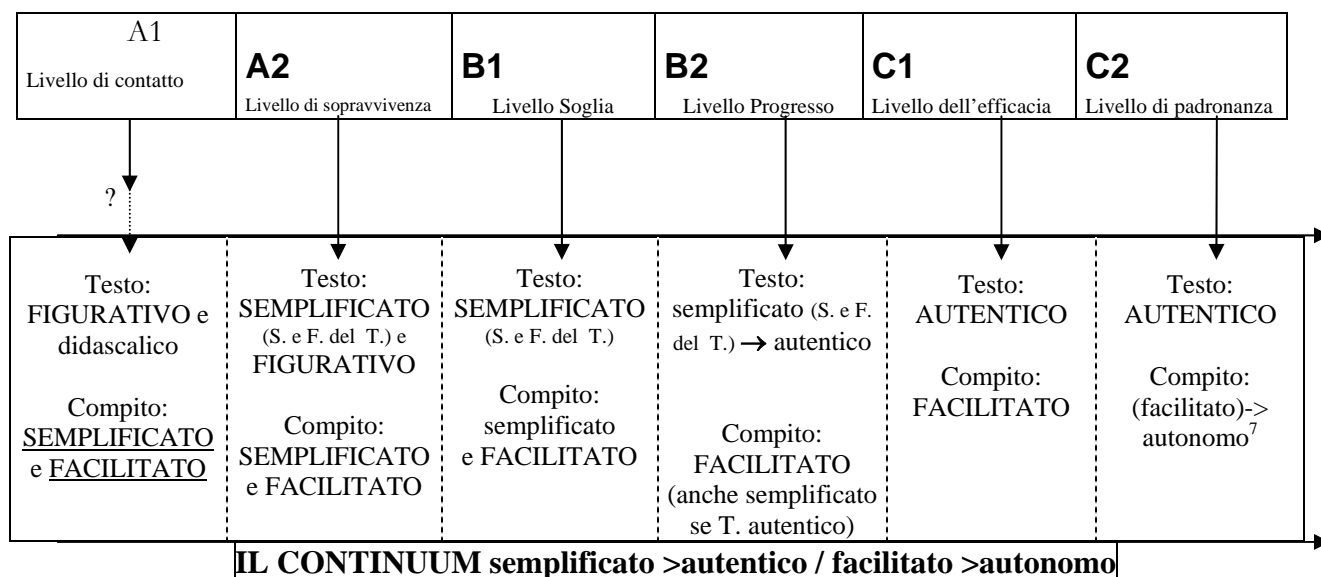 A1
Livello di contatto
A2
Livello di sopravvivenza
B1
Livello Soglia
B2
Livello Progresso
C1
Livello dell’efficacia
C2
Livello di padronanza
?
Testo:
FIGURATIVO e
didascalico
Compito:
SEMPLIFICATO
e FACILITATO
Testo:
SEMPLIFICATO
(S. e F. del T.) e
FIGURATIVO
Compito:
SEMPLIFICATO
e FACILITATO
Testo:
SEMPLIFICATO
(S. e F. del T.)
Compito:
semplificato
e FACILITATO
Testo:
semplificato (S. e F.
del T.) → autentico
Compito:
FACILITATO
(anche semplificato
se T. autentico)
Testo:
AUTENTICO
Compito:
FACILITATO
Testo:
AUTENTICO
Compito:
(facilitato)->
autonomo7
IL CONTINUUM semplificato >autentico / facilitato >autonomo